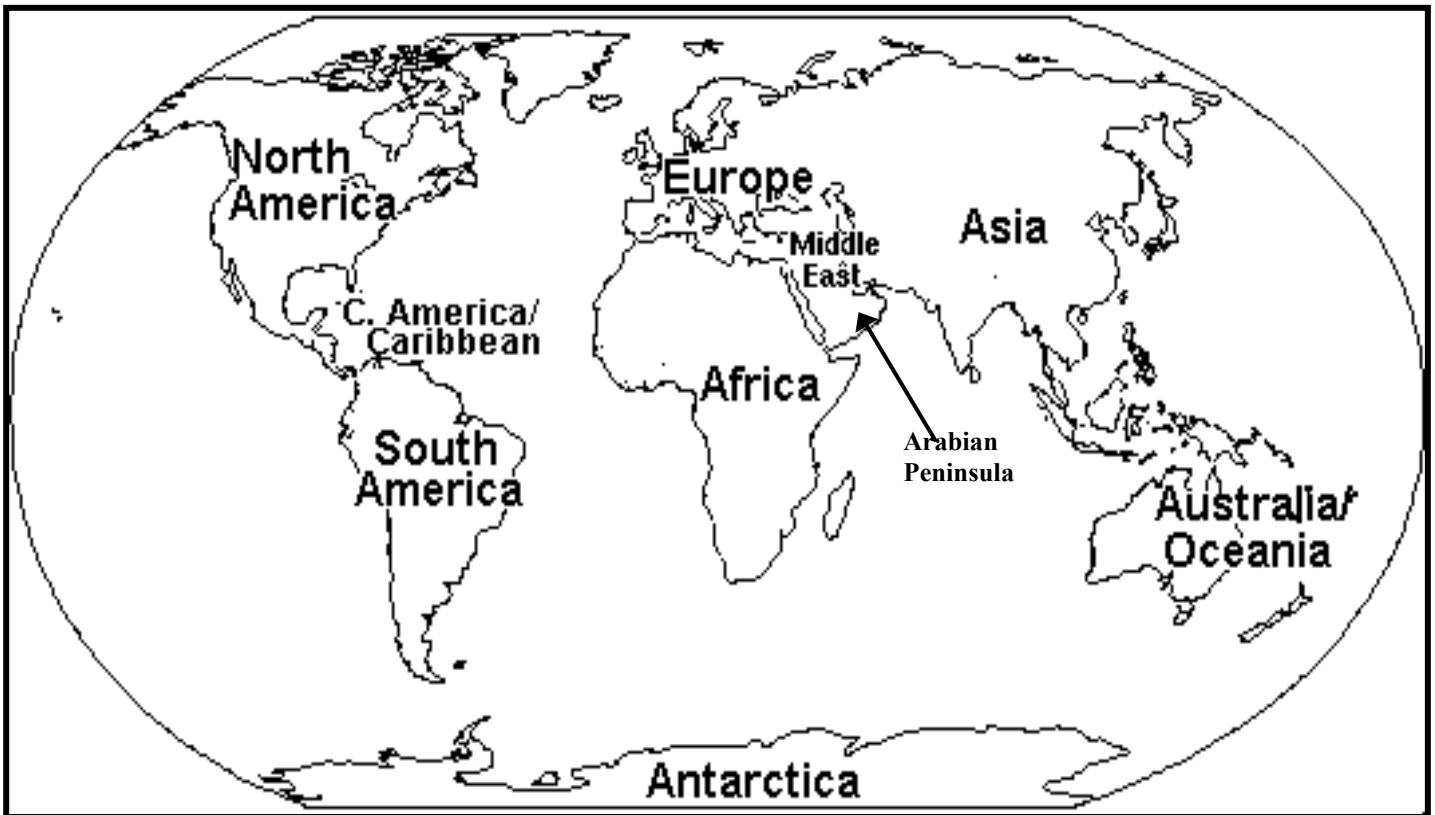 North
America
Europe
Asia
Middle
East
C. America/
Caribbean
Africa
South
America
Arabian
Peninsula
Australia/
Oceania
Antarctica